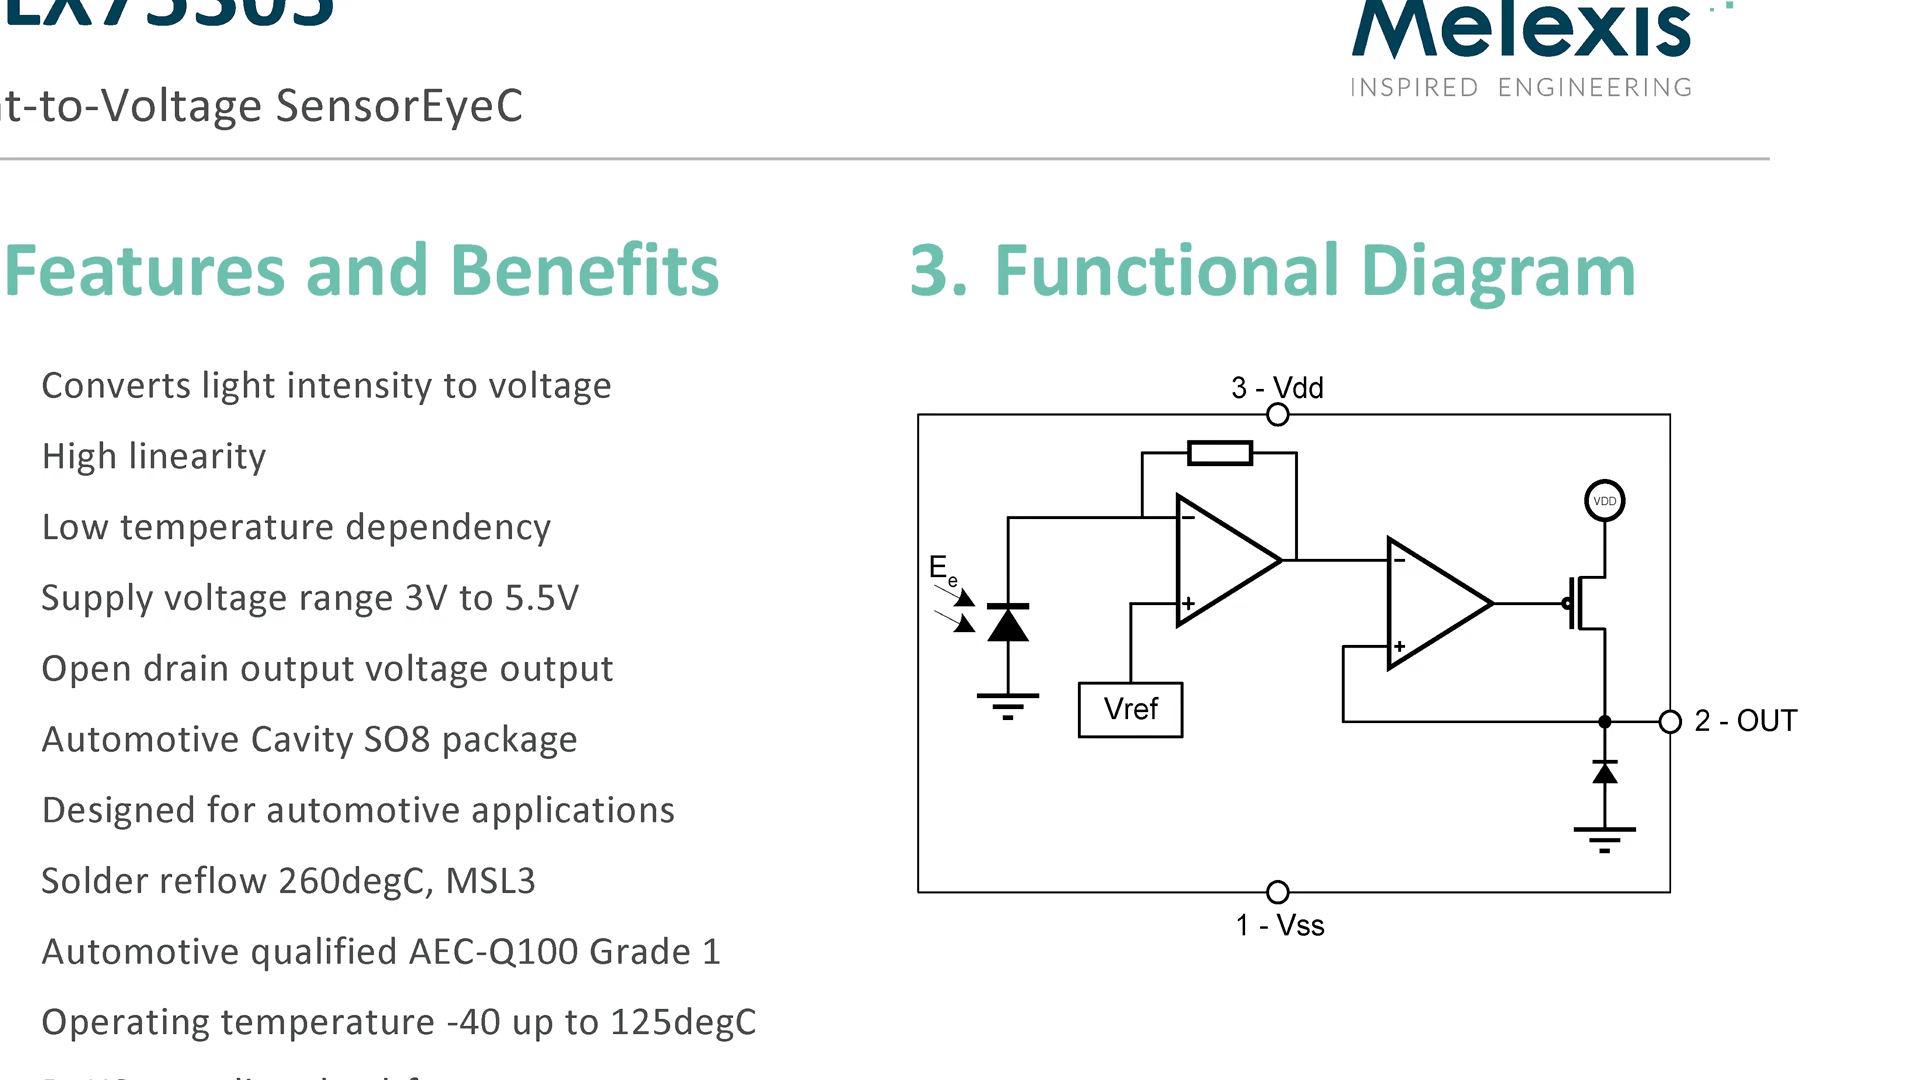 Melexis
INSPIRED ENGINEERING
-to-Voltage SensorEyeC
Features and Benefits
Converts light intensity to voltage
High linearity
Low temperature dependency
Supply voltage range 3V to 5.5V
Open drain output voltage output
Automotive Cavity SO8 package
Designed for automotive applications
Solder reflow 260degC, MSL3
Automotive qualified AEC-Q100 Grade 1
Operating temperature -40 up to 125degC
3. Functional Diagram
3 - Vdd
VDD
Ee
−
+
−
+
Vref
2 - OUT
1 - Vss